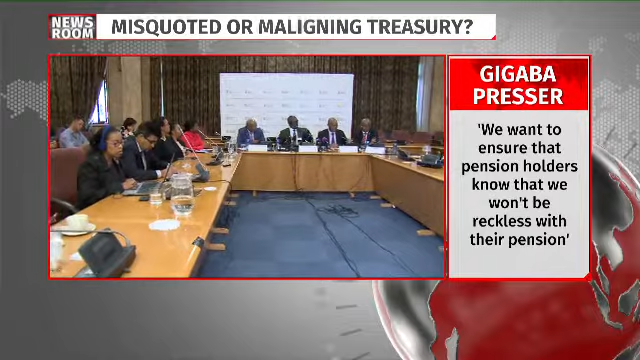 NEWS
ROOM
MISQUOTED OR MALIGNING TREASURY?
GIGABA
PRESSER
'We want to
ensure that
pension holders
know that we
won't be
reckless with
their pension'